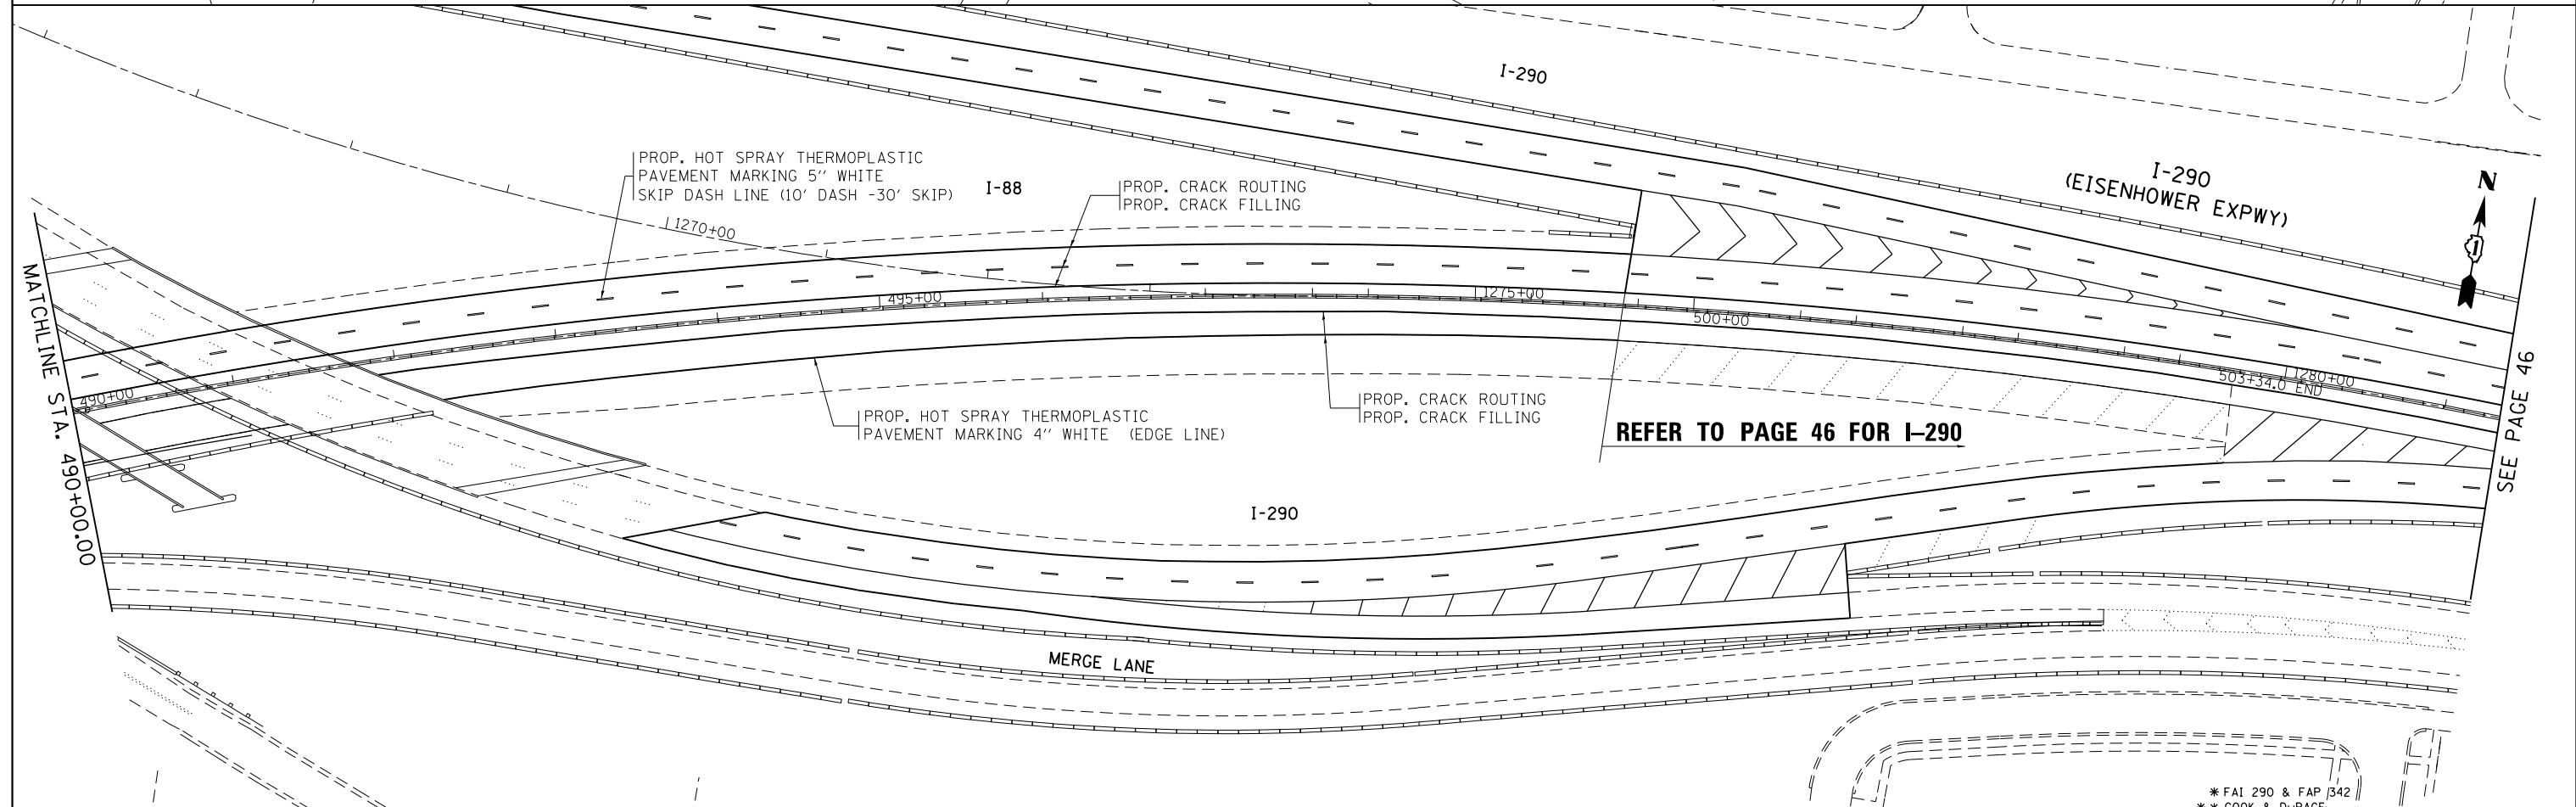 I-290
I-290
(EISENHOWER EXPWY)
N
1
PROP. HOT SPRAY THERMOPLASTIC
PAVEMENT MARKING 5" WHITE
SKIP DASH LINE (10' DASH -30' SKIP)
I-88
PROP. CRACK ROUTING
PROP. CRACK FILLING
1270+00
495+00
1275+00
500+00
1280+00
503+34.0 END
490+00
MATCHLINE STA. 490+00.00
PROP. HOT SPRAY THERMOPLASTIC
PAVEMENT MARKING 4" WHITE (EDGE LINE)
PROP. CRACK ROUTING
PROP. CRACK FILLING
REFER TO PAGE 46 FOR I-290
SEE PAGE 46
I-290
MERGE LANE
* FAI 290 & FAP 342
* * COOK & DuPAGE